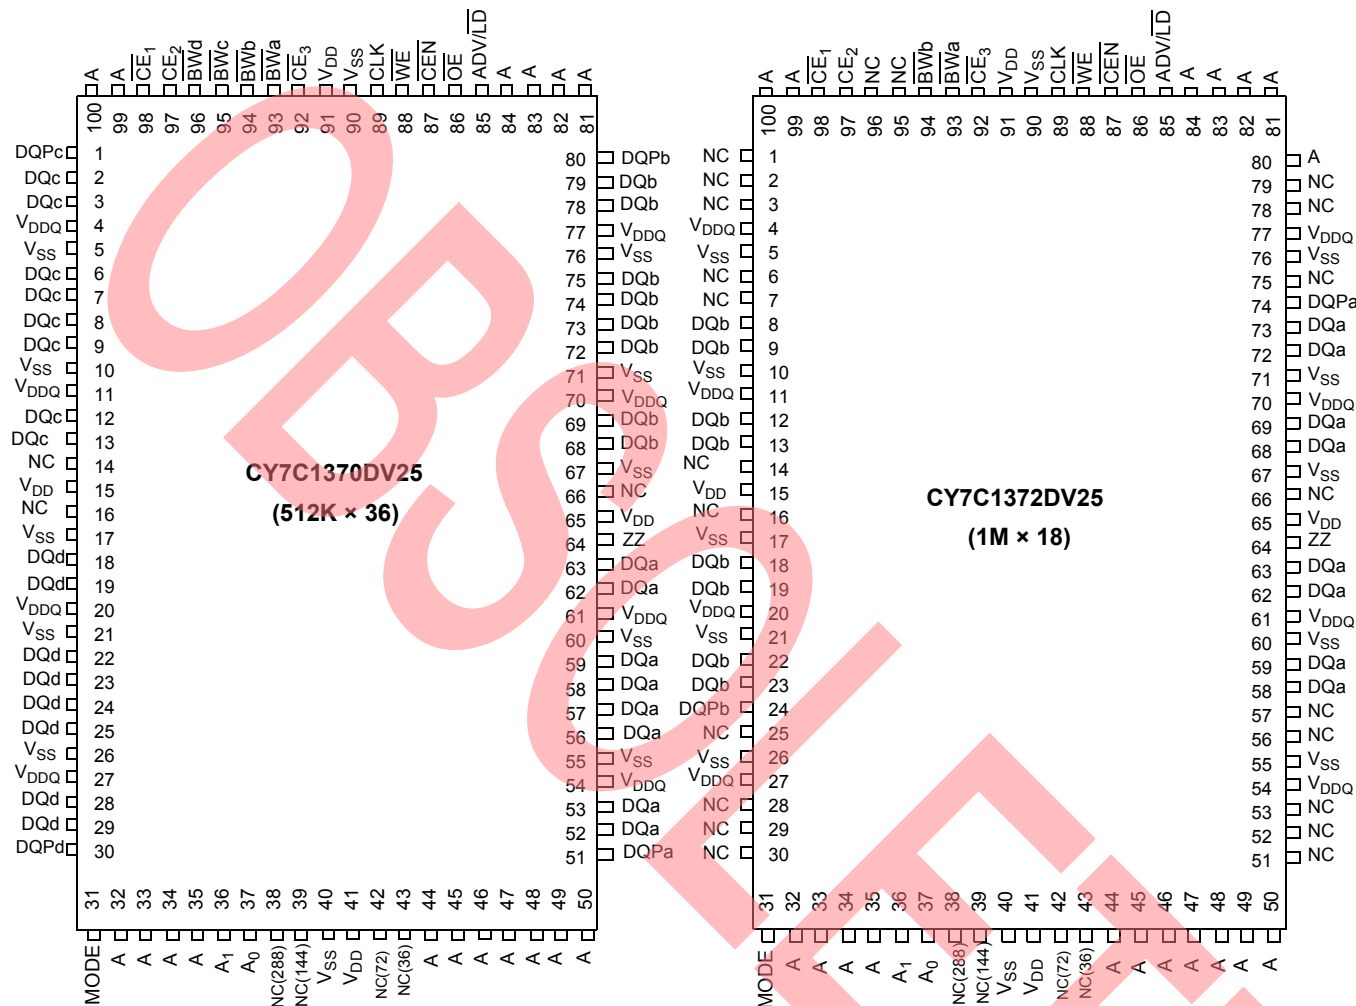 A
A
CE1
CE2
BWd
BWc
BWb
BWa
CE3
VDD
VSS
CLK
WE
CEN
OE
ADV/LD
A
A
A
A
100
99
98
97
96
95
94
93
92
91
90
89
88
87
86
85
84
83
82
81
DQPc 1
DQc 2
DQc 3
VDDQ 4
VSS 5
DQc 6
DQc 7
DQc 8
DQc 9
VSS 10
VDDQ 11
DQc 12
DQc 13
NC 14
VDD 15
NC 16
VSS 17
DQd 18
DQd 19
VDDQ 20
VSS 21
DQd 22
DQd 23
DQd 24
DQd 25
VSS 26
VDDQ 27
DQd 28
DQd 29
DQPd 30
CY7C1370DV25
(512K × 36)
80 DQPb
79 DQb
78 DQb
77 VDDQ
76 VSS
75 DQb
74 DQb
73 DQb
72 DQb
71 VSS
70 VDDQ
69 DQb
68 DQb
67 VSS
66 NC
65 VDD
64 ZZ
63 DQa
62 DQa
61 VDDQ
60 VSS
59 DQa
58 DQa
57 DQa
56 DQa
55 VSS
54 VDDQ
53 DQa
52 DQa
51 DQPa
31
32
33
34
35
36
37
38
39
40
41
42
43
44
45
46
47
48
49
50
MODE
A
A
A
A
A1
A0
NC(288)
NC(144)
VSS
VDD
NC(72)
NC(36)
A
A
A
A
A
A
A
A
A
CE1
CE2
NC
NC
BWb
BWa
CE3
VDD
VSS
CLK
WE
CEN
OE
ADV/LD
A
A
A
A
100
99
98
97
96
95
94
93
92
91
90
89
88
87
86
85
84
83
82
81
NC 1
NC 2
NC 3
VDDQ 4
VSS 5
NC 6
NC 7
DQb 8
DQb 9
VSS 10
VDDQ 11
DQb 12
DQb 13
NC 14
VDD 15
NC 16
VSS 17
DQb 18
DQb 19
VDDQ 20
VSS 21
DQb 22
DQb 23
DQPb 24
NC 25
VSS 26
VDDQ 27
NC 28
NC 29
NC 30
CY7C1372DV25
(1M × 18)
80 A
79 NC
78 NC
77 VDDQ
76 VSS
75 NC
74 DQPa
73 DQa
72 DQa
71 VSS
70 VDDQ
69 DQa
68 DQa
67 VSS
66 NC
65 VDD
64 ZZ
63 DQa
62 DQa
61 VDDQ
60 VSS
59 DQa
58 DQa
57 NC
56 NC
55 VSS
54 VDDQ
53 NC
52 NC
51 NC
31
32
33
34
35
36
37
38
39
40
41
42
43
44
45
46
47
48
49
50
MODE
A
A
A
A
A1
A0
NC(288)
NC(144)
VSS
VDD
NC(72)
NC(36)
A
A
A
A
A
A
A
OBSOLET